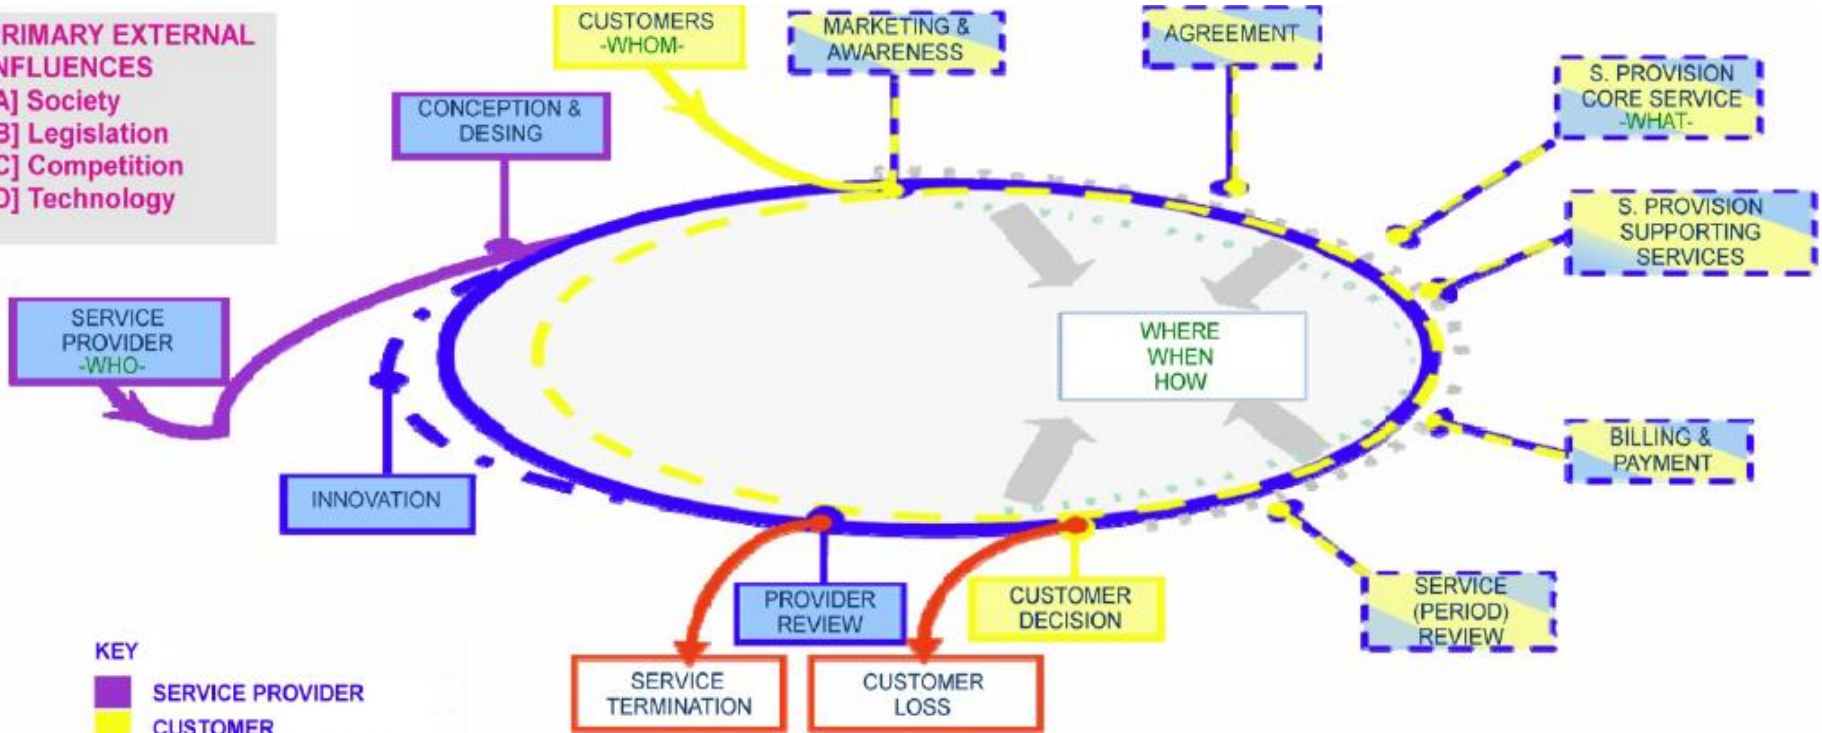 RIMARY EXTERNAL
NFLUENCES
A] Society
B] Legislation
C] Competition
D] Technology
CUSTOMERS
-WHOM-
MARKETING &
AWARENESS
AGREEMENT
S. PROVISION
CORE SERVICE
-WHAT-
CONCEPTION &
DESING
S. PROVISION
SUPPORTING
SERVICES
SERVICE
PROVIDER
-WHO-
WHERE
WHEN
HOW
BILLING &
PAYMENT
INNOVATION
PROVIDER
REVIEW
CUSTOMER
DECISION
SERVICE
(PERIOD)
REVIEW
SERVICE
TERMINATION
CUSTOMER
LOSS
KEY
SERVICE PROVIDER
CUSTOMER